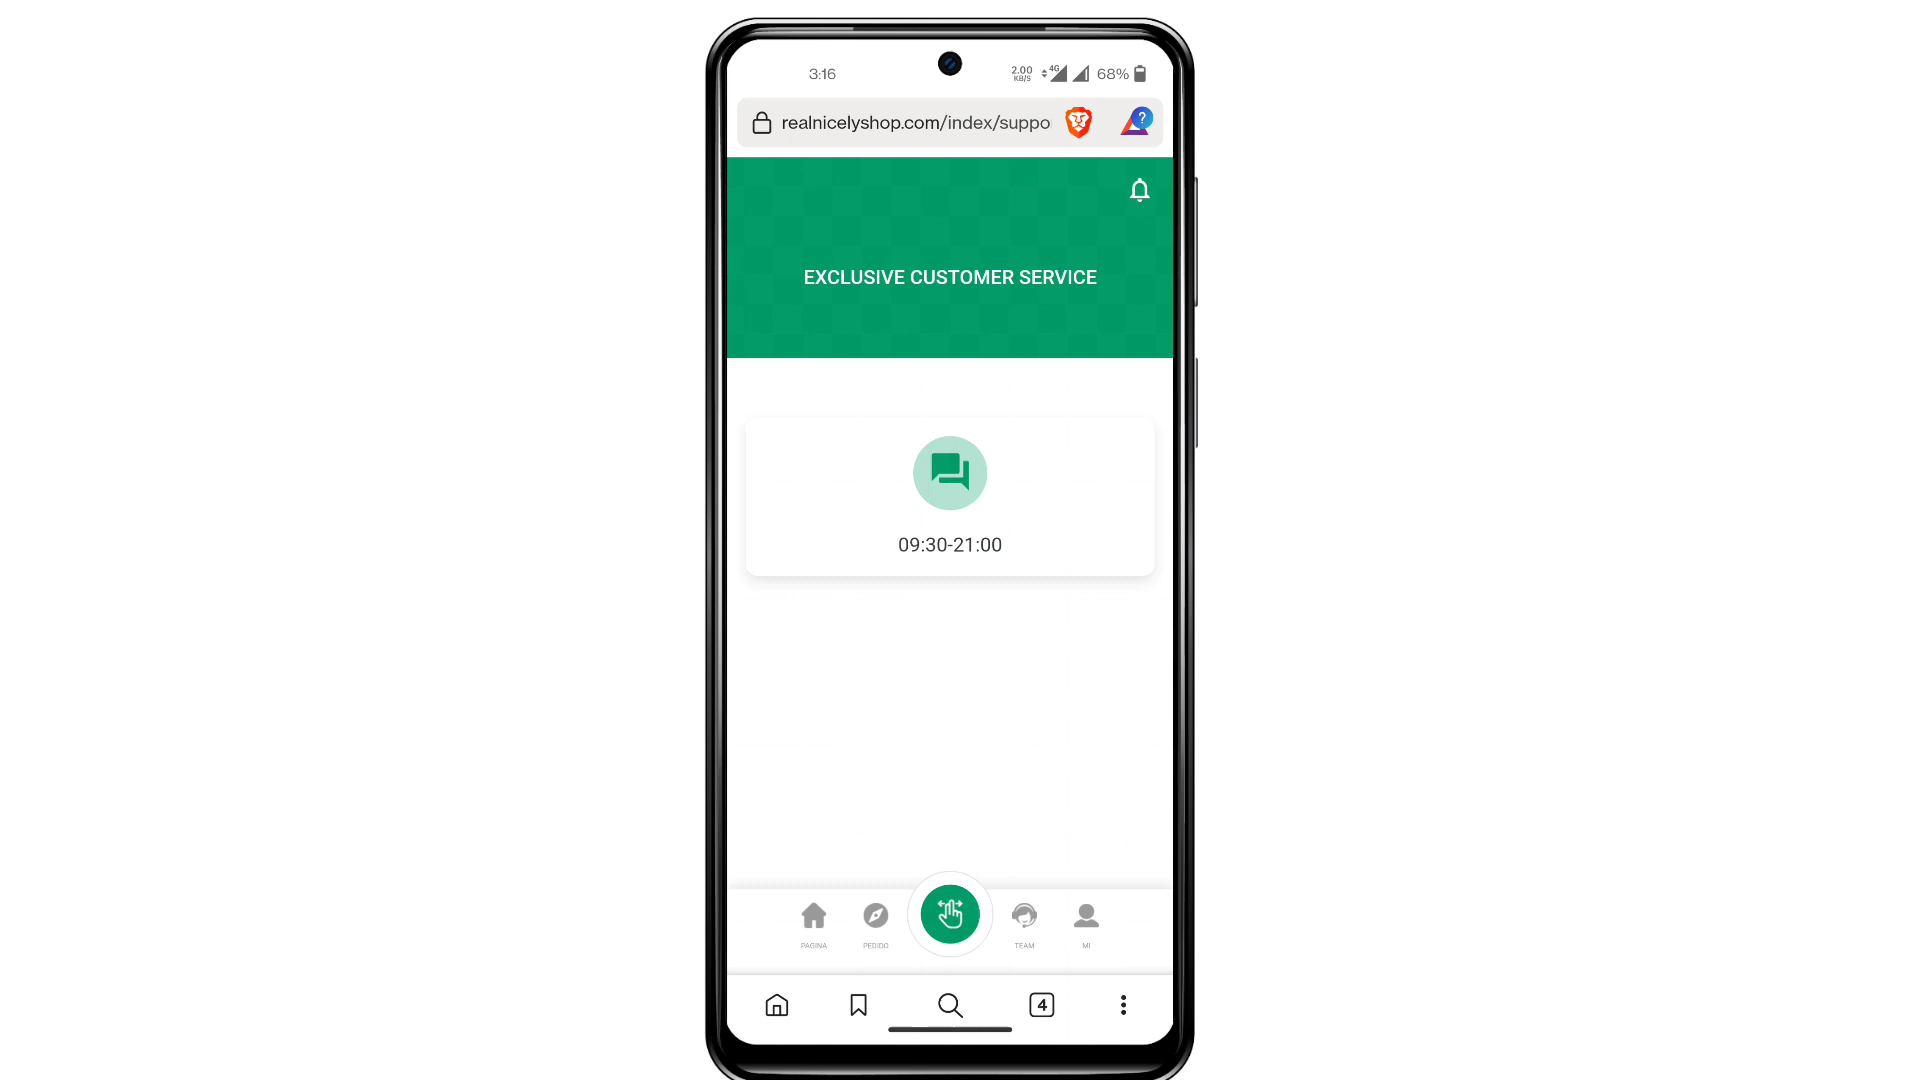 3:16
2.00
KB/S
4G
68%
realnicelyshop.com/index/suppo
?
EXCLUSIVE CUSTOMER SERVICE
09:30-21:00
PAGINA
PEDIDO
TEAM
MI
4